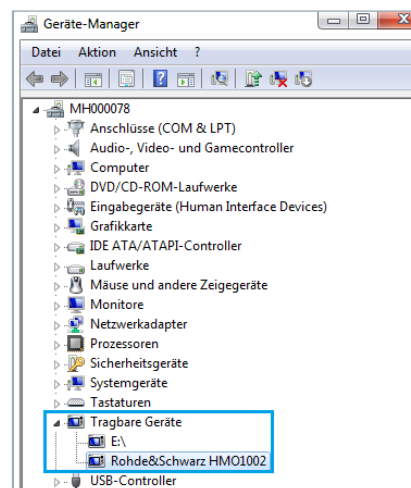 Geräte-Manager
Datei Aktion Ansicht ?
MH000078
Anschlüsse (COM & LPT)
Audio-, Video- und Gamecontroller
Computer
DVD/CD-ROM-Laufwerke
Eingabegeräte (Human Interface Devices)
Grafikkarte
IDE ATA/ATAPI-Controller
Laufwerke
Mäuse und andere Zeigegeräte
Monitore
Netzwerkadapter
Prozessoren
Sicherheitsgeräte
Systemgeräte
Tastaturen
Tragbare Geräte
E:\
Rohde&Schwarz HMO1002
USB-Controller